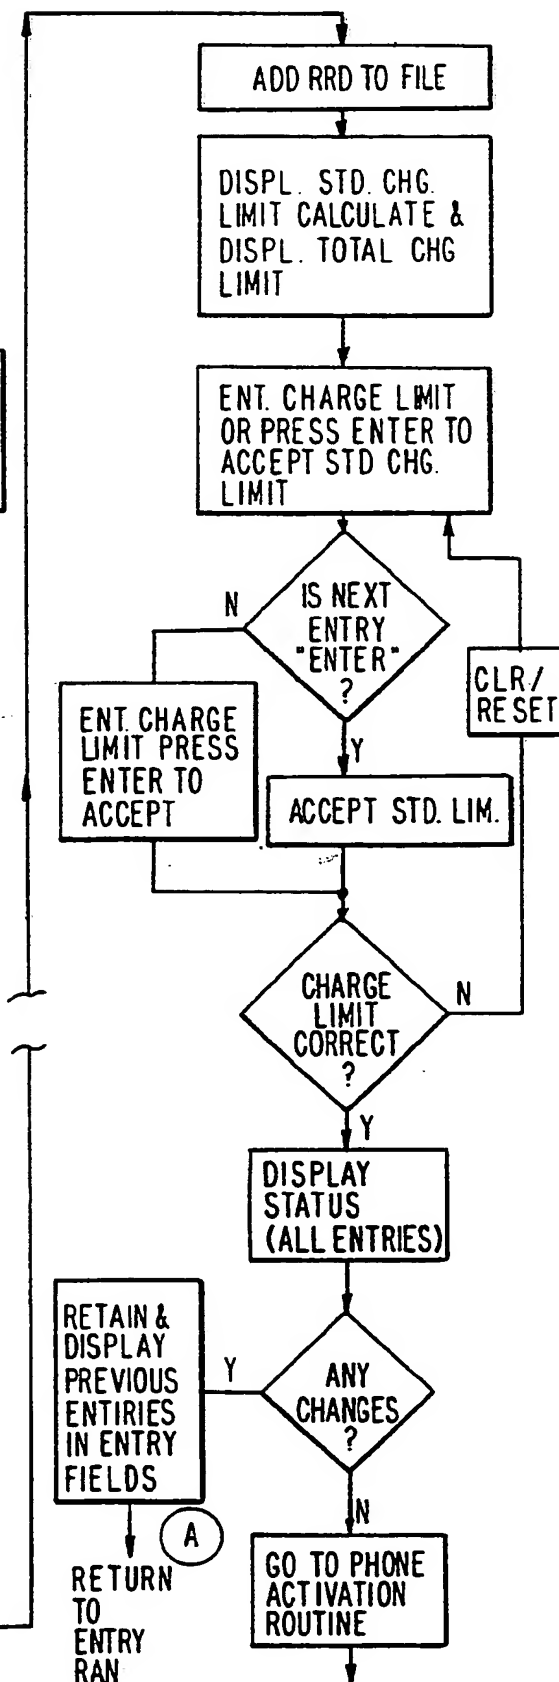 ADD RRD TO FILE
DISPL. STD. CHG.
LIMIT CALCULATE &
DISPL. TOTAL CHG
LIMIT
ENT. CHARGE LIMIT
OR PRESS ENTER TO
ACCEPT STD CHG.
LIMIT
N
IS NEXT
ENTRY
"ENTER"
?
CLR/
RESET
ENT. CHARGE
LIMIT PRESS
ENTER TO
ACCEPT
Y
ACCEPT STD. LIM.
CHARGE
LIMIT
CORRECT
?
N
Y
DISPLAY
STATUS
(ALL ENTRIES)
RETAIN &
DISPLAY
PREVIOUS
ENTIRIES
IN ENTRY
FIELDS
Y
ANY
CHANGES
?
N
A
RETURN
TO
ENTRY
RAN
GO TO PHONE
ACTIVATION
ROUTINE